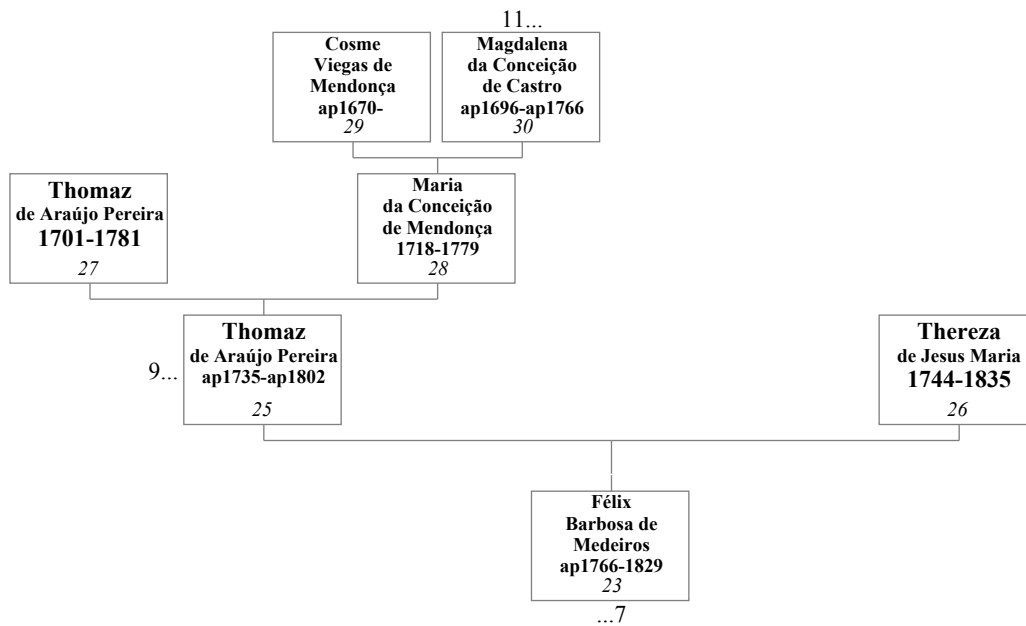 11...
Cosme
Viegas de
Mendonça
ap1670-
29
Magdalena
da Conceição
de Castro
ap1696-ap1766
30
Thomaz
de Araújo Pereira
1701-1781
27
Maria
da Conceição
de Mendonça
1718-1779
28
9...
Thomaz
de Araújo Pereira
ap1735-ap1802
25
Thereza
de Jesus Maria
1744-1835
26
Félix
Barbosa de
Medeiros
ap1766-1829
23
...7